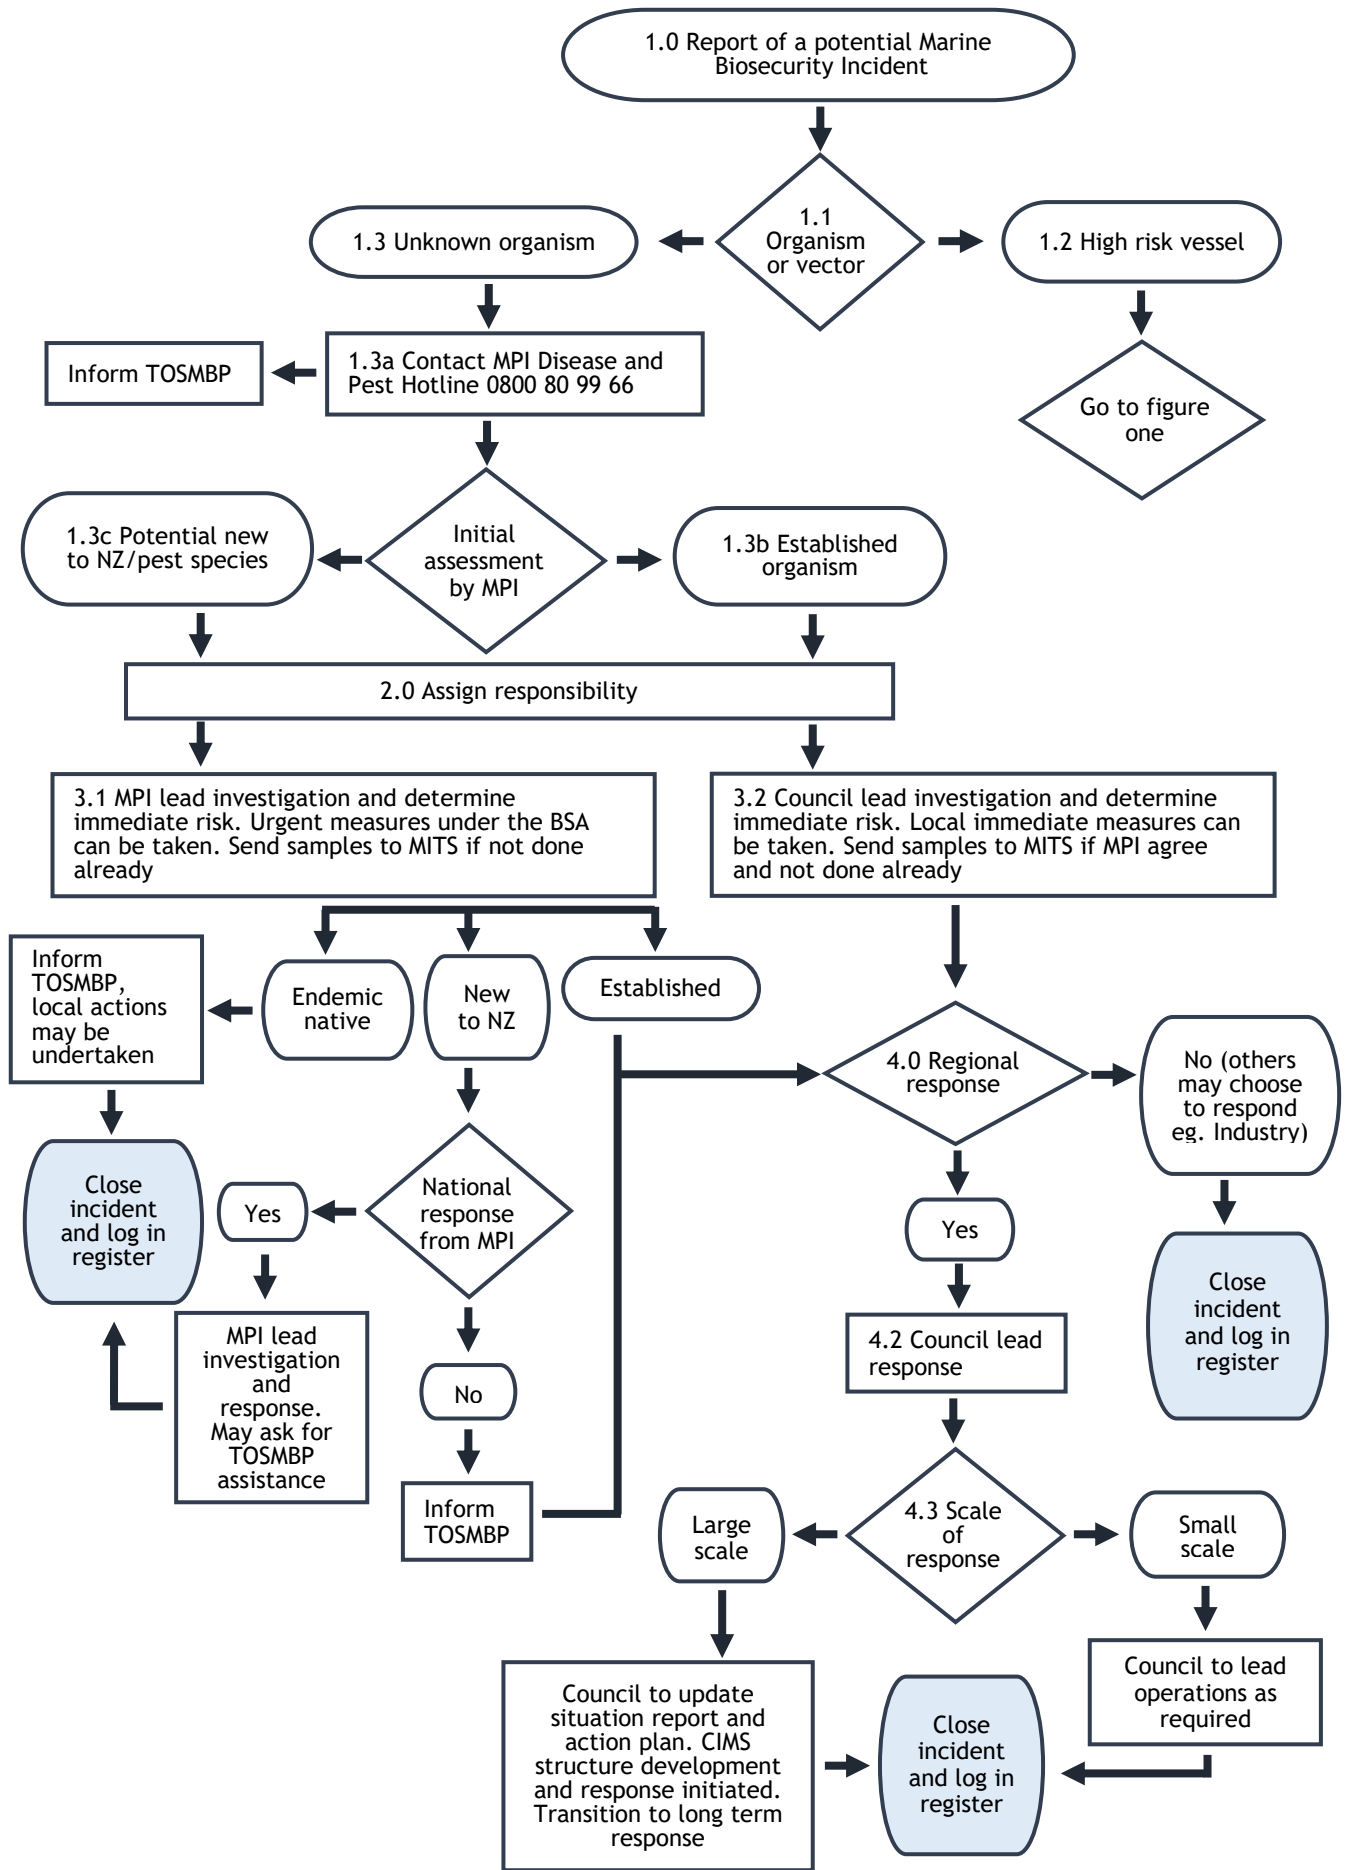 1.0 Report of a potential Marine
Biosecurity Incident
1.1
Organism
or vector
1.3 Unknown organism
1.2 High risk vessel
Inform TOSMBP
1.3a Contact MPI Disease and
Pest Hotline 0800 80 99 66
Go to figure
one
1.3c Potential new
to NZ/pest species
Initial
assessment
by MPI
1.3b Established
organism
2.0 Assign responsibility
3.1 MPI lead investigation and determine
immediate risk. Urgent measures under the BSA
can be taken. Send samples to MITS if not done
already
3.2 Council lead investigation and determine
immediate risk. Local immediate measures can
be taken. Send samples to MITS if MPI agree
and not done already
Inform
TOSMBP,
local actions
may be
undertaken
Endemic
native
New
to NZ
Established
4.0 Regional
response
No (others
may choose
to respond
eg. Industry)
Close
incident
and log in
register
Yes
National
response
from MPI
Yes
Close
incident
and log in
register
MPI lead
investigation
and
response.
May ask for
TOSMBP
assistance
No
4.2 Council lead
response
Inform
TOSMBP
Large
scale
4.3 Scale
of
response
Small
scale
Council to update
situation report and
action plan. CIMS
structure development
and response initiated.
Transition to long term
response
Close
incident
and log in
register
Council to lead
operations as
required